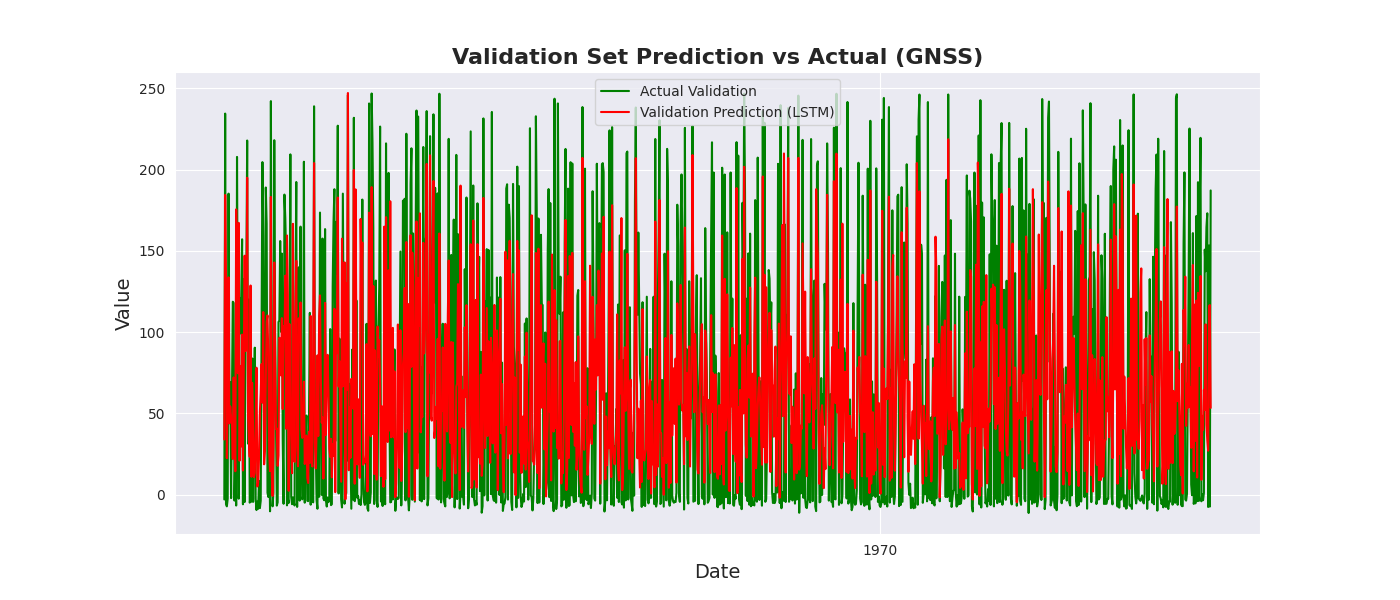 Validation Set Prediction vs Actual (GNSS)
Actual Validation
Validation Prediction (LSTM)
250
200
150
100
50
0
Value
1970
Date